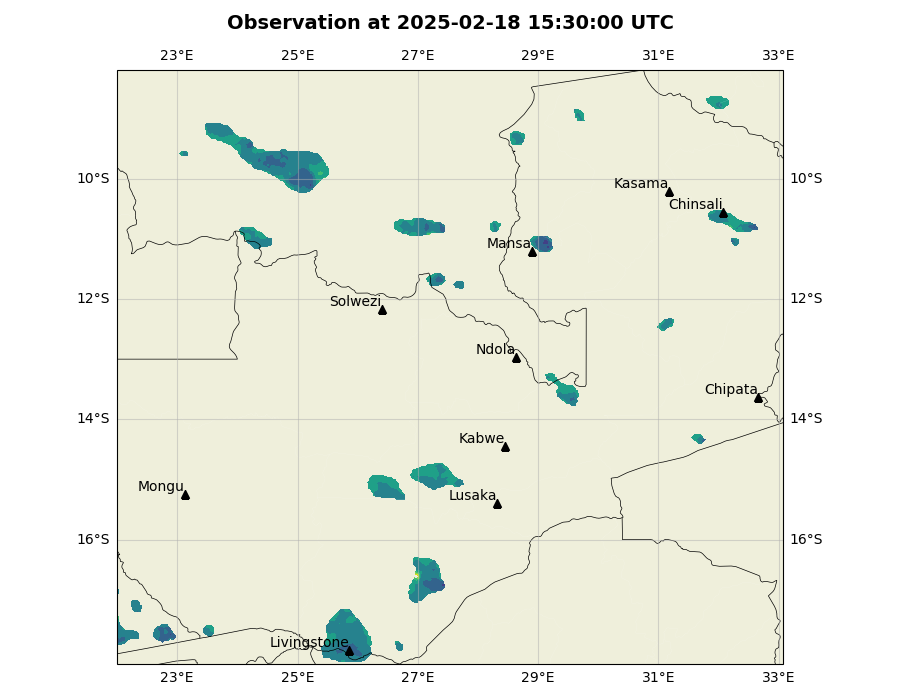 Observation at 2025-02-18 15:30:00 UTC
23°E 25°E 27°E 29°E 31°E 33°E
10°S 10°S
Kasama
Chinsali
Mansa
12°S 12°S
Solwezi
Ndola
Chipata
14°S 14°S
Kabwe
Mongu
Lusaka
16°S 16°S
Livingstone
23°E 25°E 27°E 29°E 31°E 33°E